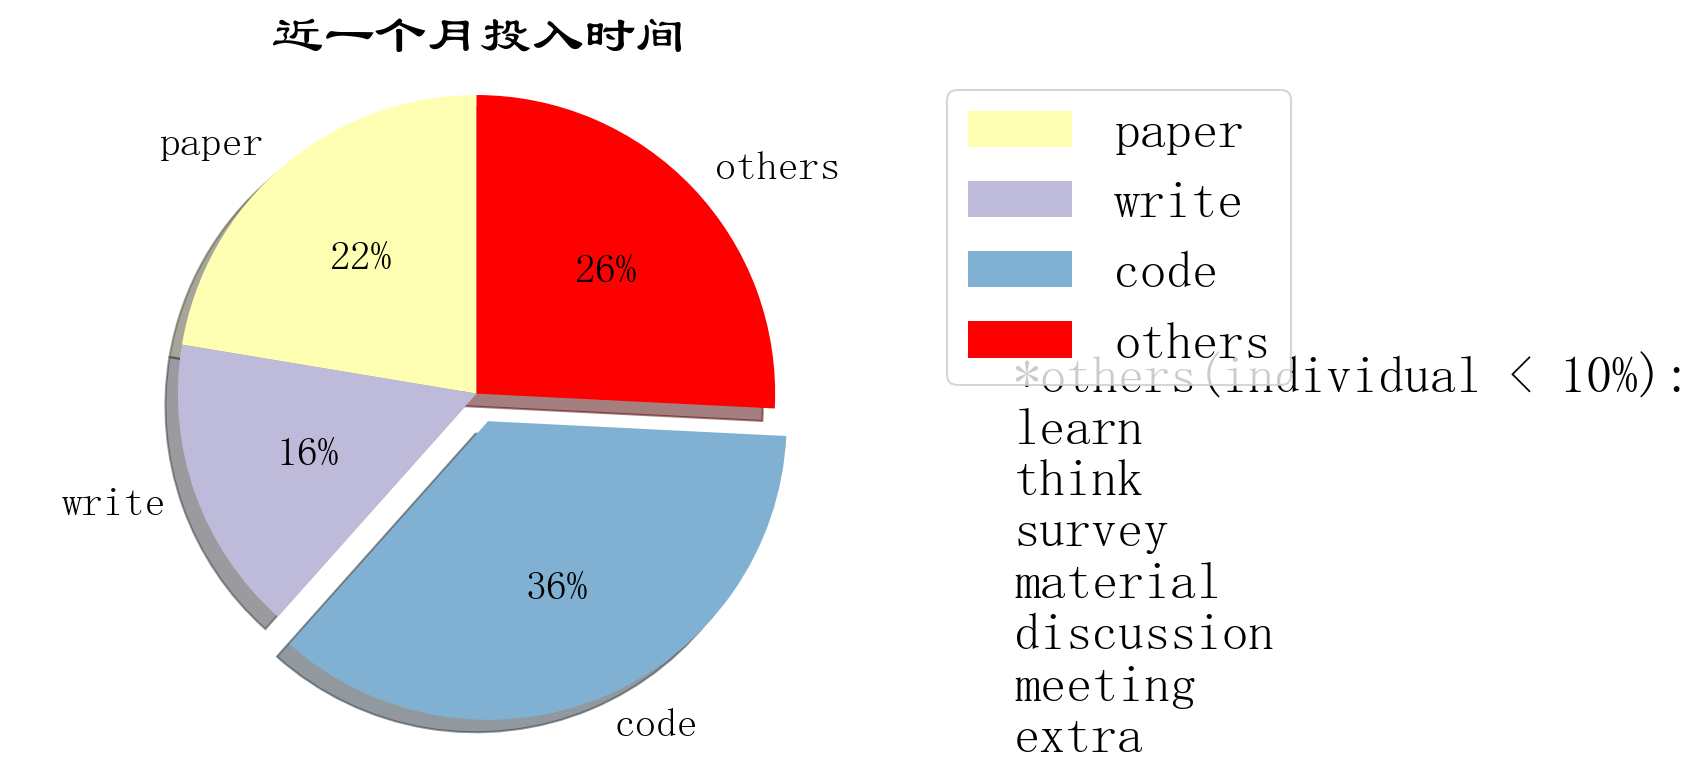 近一个月投入时间
paper
others
22%
26%
16%
write
36%
code
paper
write
code
others
*others(individual < 10%):
learn
think
survey
material
discussion
meeting
extra